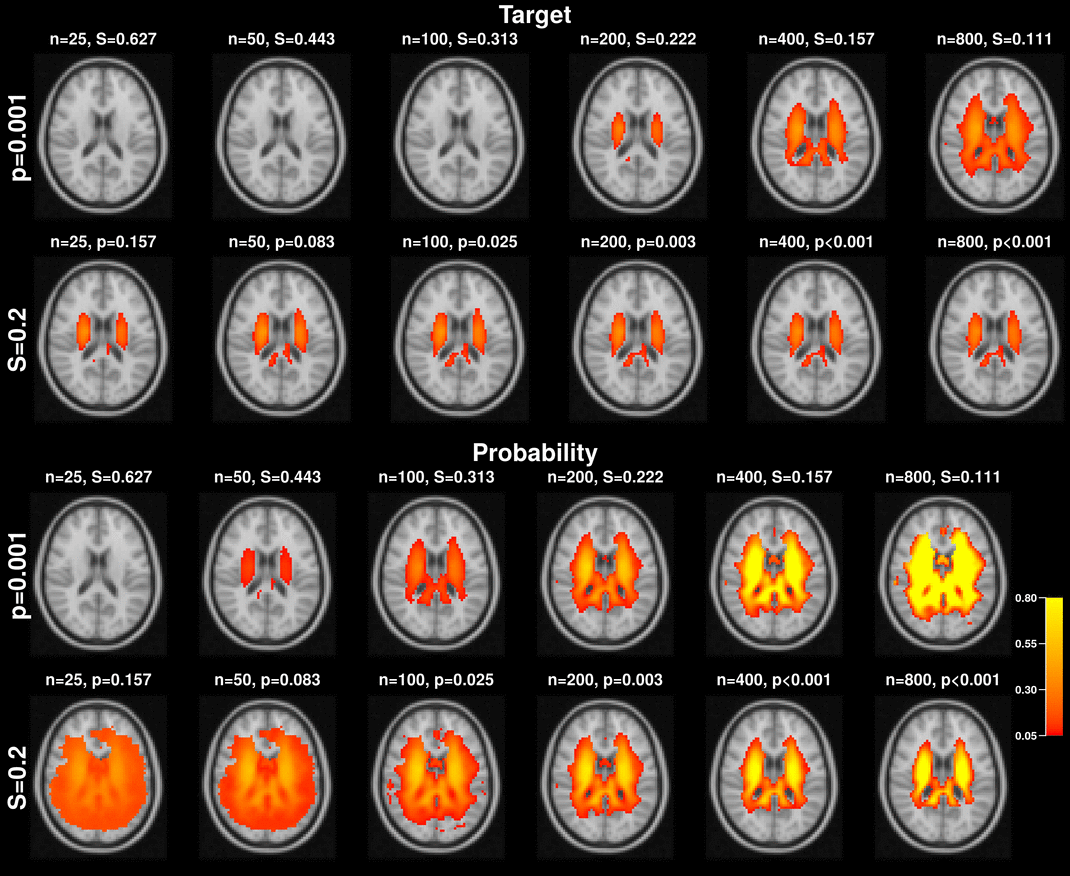 Target
n=25, S=0.627 n=50, S=0.443 n=100, S=0.313 n=200, S=0.222 n=400, S=0.157 n=800, S=0.111
p=0.001
n=25, p=0.157 n=50, p=0.083 n=100, p=0.025 n=200, p=0.003 n=400, p<0.001 n=800, p<0.001
S=0.2
Probability
n=25, S=0.627 n=50, S=0.443 n=100, S=0.313 n=200, S=0.222 n=400, S=0.157 n=800, S=0.111
p=0.001
0.80
0.55
0.30
0.05
n=25, p=0.157 n=50, p=0.083 n=100, p=0.025 n=200, p=0.003 n=400, p<0.001 n=800, p<0.001
S=0.2